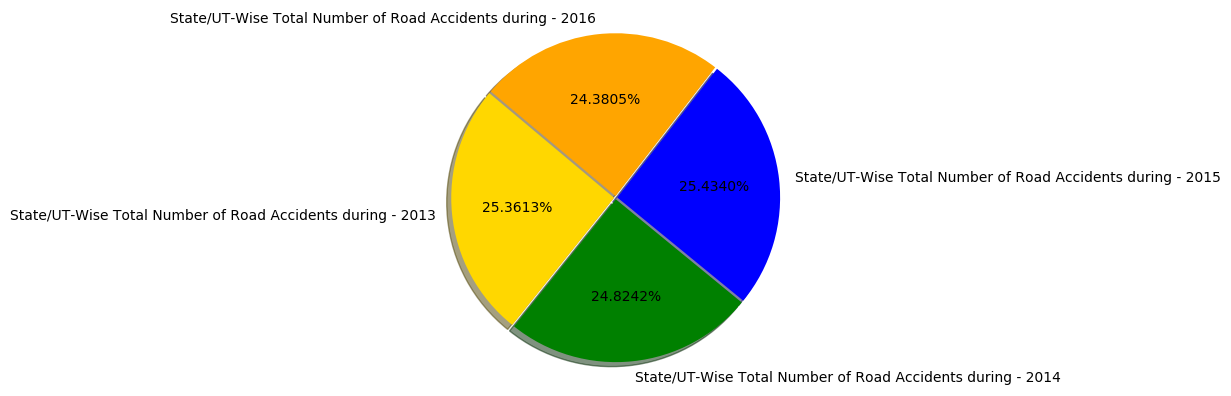 State/UT-Wise Total Number of Road Accidents during - 2016
24.3805%
25.4340%
State/UT-Wise Total Number of Road Accidents during - 2015
State/UT-Wise Total Number of Road Accidents during - 2013
25.3613%
24.8242%
State/UT-Wise Total Number of Road Accidents during - 2014